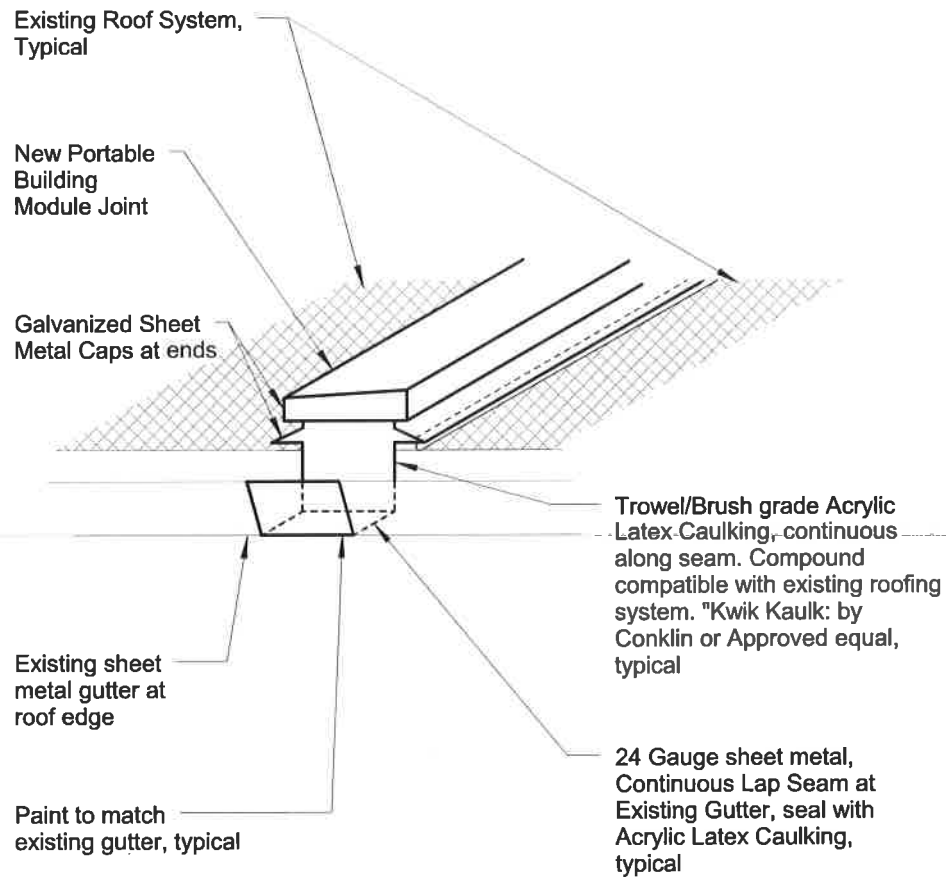 Existing Roof System,
Typical
New Portable
Building
Module Joint
Galvanized Sheet
Metal Caps at ends
Trowel/Brush grade Acrylic
Latex Caulking, continuous
along seam. Compound
compatible with existing roofing
system. "Kwik Kaulk: by
Conklin or Approved equal,
typical
Existing sheet
metal gutter at
roof edge
24 Gauge sheet metal,
Continuous Lap Seam at
Existing Gutter, seal with
Acrylic Latex Caulking,
typical
Paint to match
existing gutter, typical